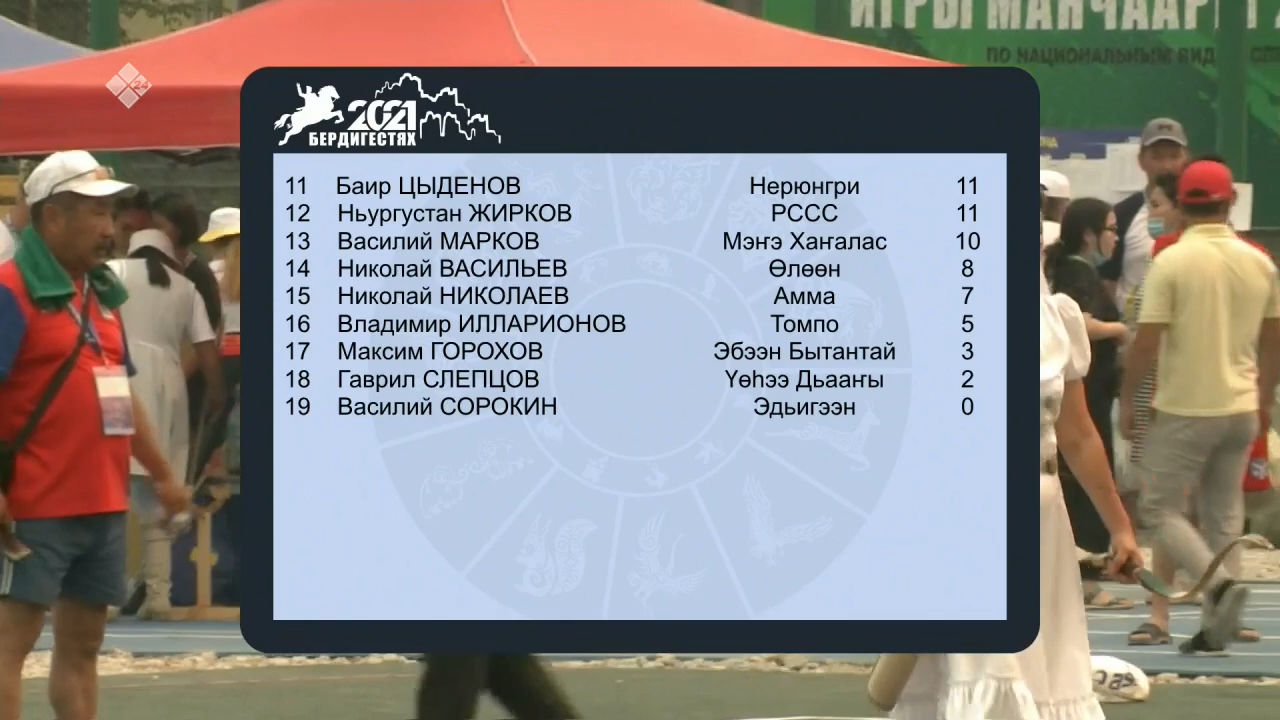 ИГРЫ МАНЧААРЫ
ПО НАЦИОНАЛЬНЫМ ВИД
24
2021
БЕРДИГЕСТЯХ
11 Баир ЦЫДЕНОВ Нерюнгри 11
12 Ньургустан ЖИРКОВ РССС 11
13 Василий МАРКОВ Мэҥэ Хаҥалас 10
14 Николай ВАСИЛЬЕВ Өлөөн 8
15 Николай НИКОЛАЕВ Амма 7
16 Владимир ИЛЛАРИОНОВ Томпо 5
17 Максим ГОРОХОВ Эбээн Бытантай 3
18 Гаврил СЛЕПЦОВ Үөһээ Дьааҥы 2
19 Василий СОРОКИН Эдьигээн 0